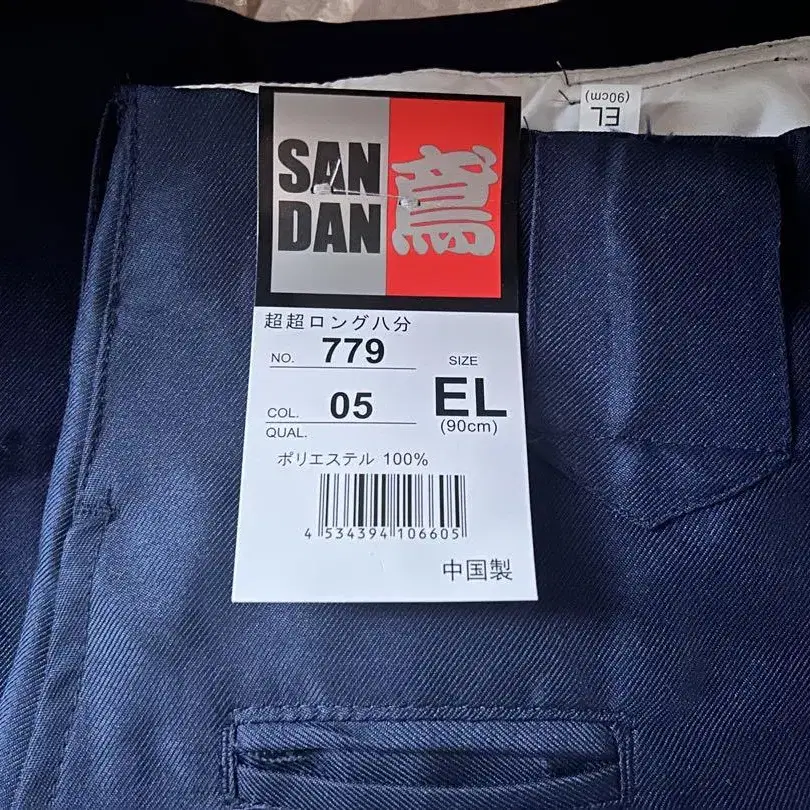 EL
(90cm)
SAN
DAN
鳶
超超ロング八分
NO. 779
SIZE
EL
(90cm)
COL. 05
QUAL.
ポリエステル 100%
4 534394 106605
中国製